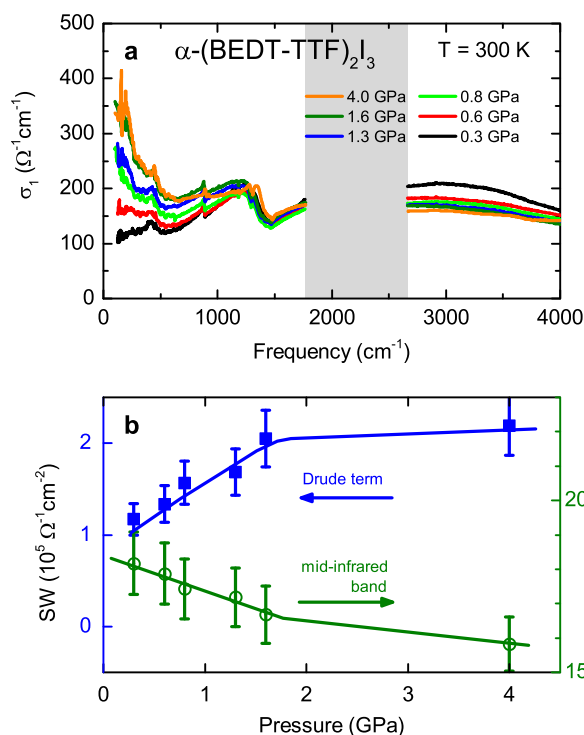 a
α-(BEDT-TTF)₂I₃
T = 300 K
4.0 GPa
0.8 GPa
1.6 GPa
0.6 GPa
1.3 GPa
0.3 GPa
500
400
300
200
100
0
σ₁ (Ω⁻¹cm⁻¹)
0
1000
2000
3000
4000
Frequency (cm⁻¹)
b
Drude term
mid-infrared
band
2
1
0
SW (10⁵ Ω⁻¹cm⁻²)
20
15
0
1
2
3
4
Pressure (GPa)